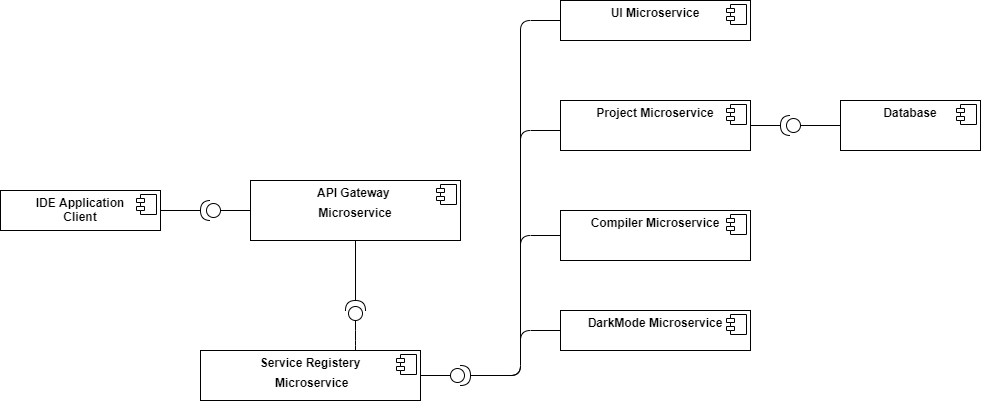 UI Microservice
Project Microservice
Database
IDE Application
Client
API Gateway
Microservice
Compiler Microservice
DarkMode Microservice
Service Registery
Microservice